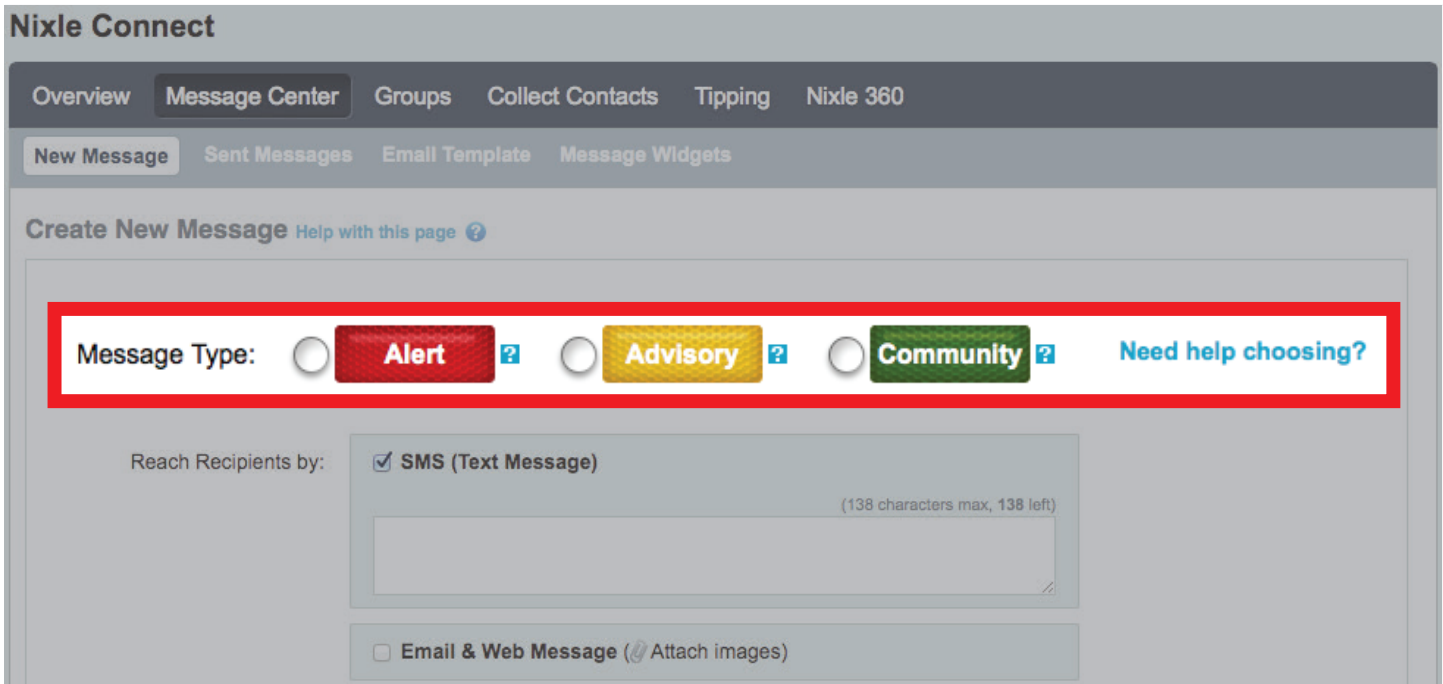 Nixle Connect
Overview Message Center Groups Collect Contacts Tipping Nixle 360
New Message Sent Messages Email Template Message Widgets
Create New Message Help with this page ?
Message Type: Alert ? Advisory ? Community ? Need help choosing?
Reach Recipients by: SMS (Text Message)
(138 characters max, 138 left)
Email & Web Message ( Attach images)